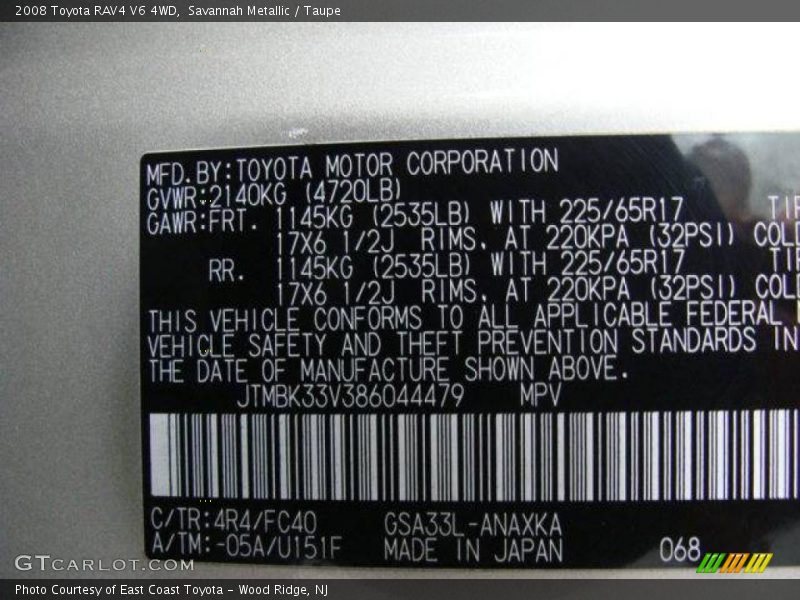 2008 Toyota RAV4 V6 4WD, Savannah Metallic / Taupe
MFD.BY:TOYOTA MOTOR CORPORATION
GVWR:2140KG (4720LB)
GAWR:FRT. 1145KG (2535LB) WITH 225/65R17 TIR
17X6 1/2J RIMS, AT 220KPA (32PSI) COLD
RR. 1145KG (2535LB) WITH 225/65R17 TIR
17X6 1/2J RIMS, AT 220KPA (32PSI) COLD
THIS VEHICLE CONFORMS TO ALL APPLICABLE FEDERAL
VEHICLE SAFETY AND THEFT PREVENTION STANDARDS IN
THE DATE OF MANUFACTURE SHOWN ABOVE.
JTMBK33V386044479 MPV
C/TR:4R4/FC40 GSA33L-ANAXKA
A/TM:-05A/U151F MADE IN JAPAN 068
GTCARLOT.COM
Photo Courtesy of East Coast Toyota - Wood Ridge, NJ